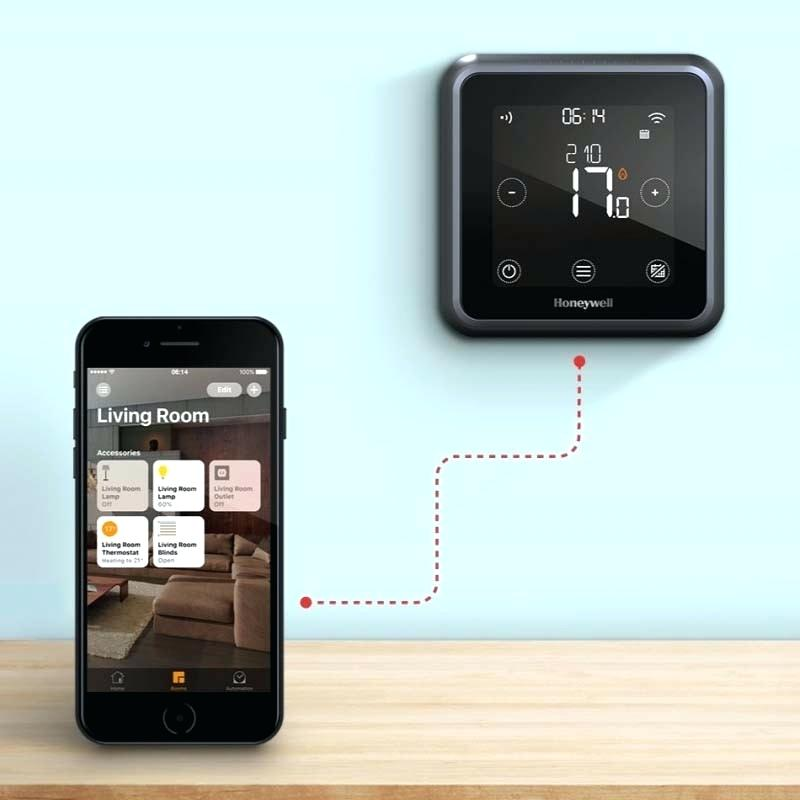 06:14
21.0
17.0
Honeywell
06:14
100%
Edit
Living Room
Accessories
Living Room
Lamp
Off
Living Room
Lamp
60%
Living Room
Outlet
Off
17°
Living Room
Thermostat
Heating to 21°
Living Room
Blinds
Open
Home
Rooms
Automation